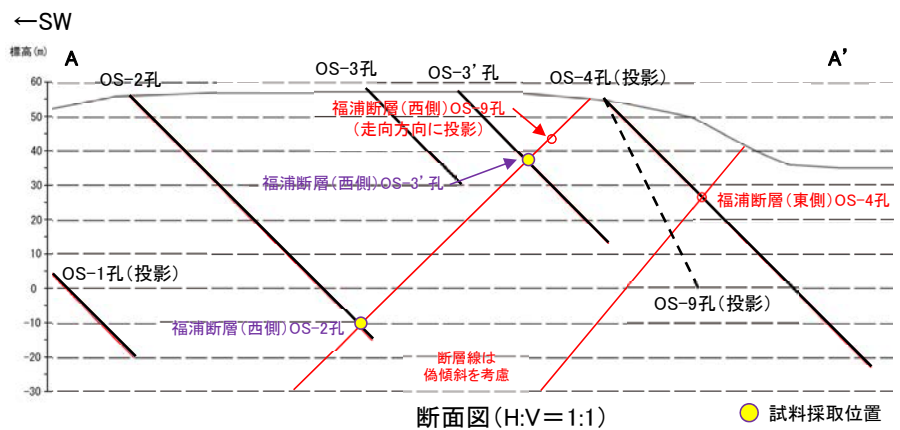 ←SW
標高(m)
A
A'
OS-2孔
OS-3孔
OS-3'孔
OS-4孔(投影)
福浦断層(西側)OS-9孔
(走向方向に投影)
福浦断層(西側)OS-3'孔
福浦断層(東側)OS-4孔
OS-1孔(投影)
OS-9孔(投影)
福浦断層(西側)OS-2孔
断層線は
偽傾斜を考慮
60
50
40
30
20
10
0
-10
-20
-30
断面図(H:V=1:1)
試料採取位置